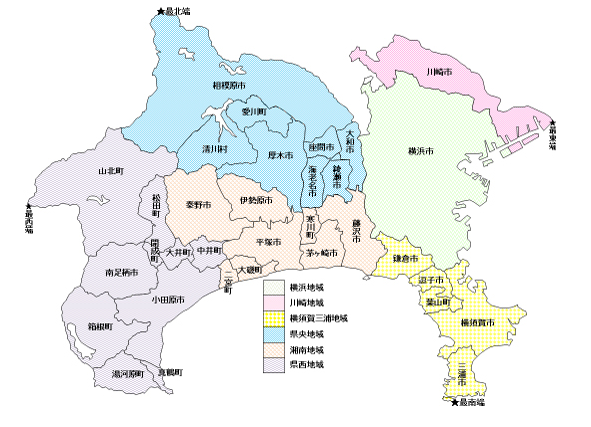 ★最北端
川崎市
相模原市
愛川町
★最東端
大和市
座間市
清川村
厚木市
横浜市
山北町
海老名市
綾瀬市
松田町
秦野市
伊勢原市
★最西端
寒川町
藤沢市
開成町
大井町
中井町
平塚市
茅ヶ崎市
鎌倉市
南足柄市
二宮町
大磯町
逗子市
小田原市
葉山町
横浜地域
川崎地域
横須賀三浦地域
県央地域
湘南地域
県西地域
横須賀市
箱根町
湯河原町
真鶴町
三浦市
★最南端